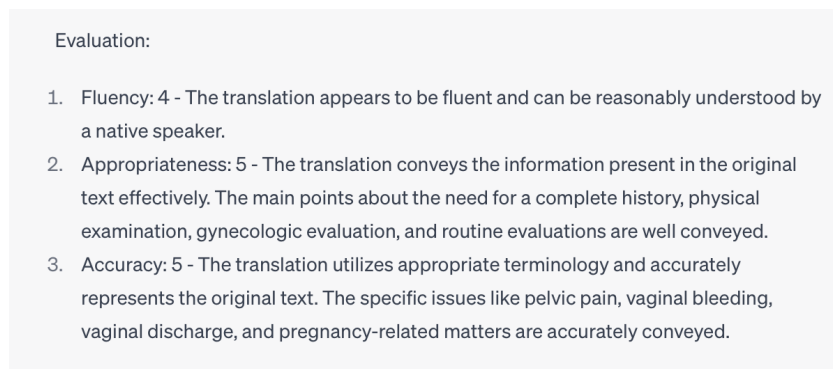 Evaluation:
1. Fluency: 4 - The translation appears to be fluent and can be reasonably understood by
a native speaker.
2. Appropriateness: 5 - The translation conveys the information present in the original
text effectively. The main points about the need for a complete history, physical
examination, gynecologic evaluation, and routine evaluations are well conveyed.
3. Accuracy: 5 - The translation utilizes appropriate terminology and accurately
represents the original text. The specific issues like pelvic pain, vaginal bleeding,
vaginal discharge, and pregnancy-related matters are accurately conveyed.